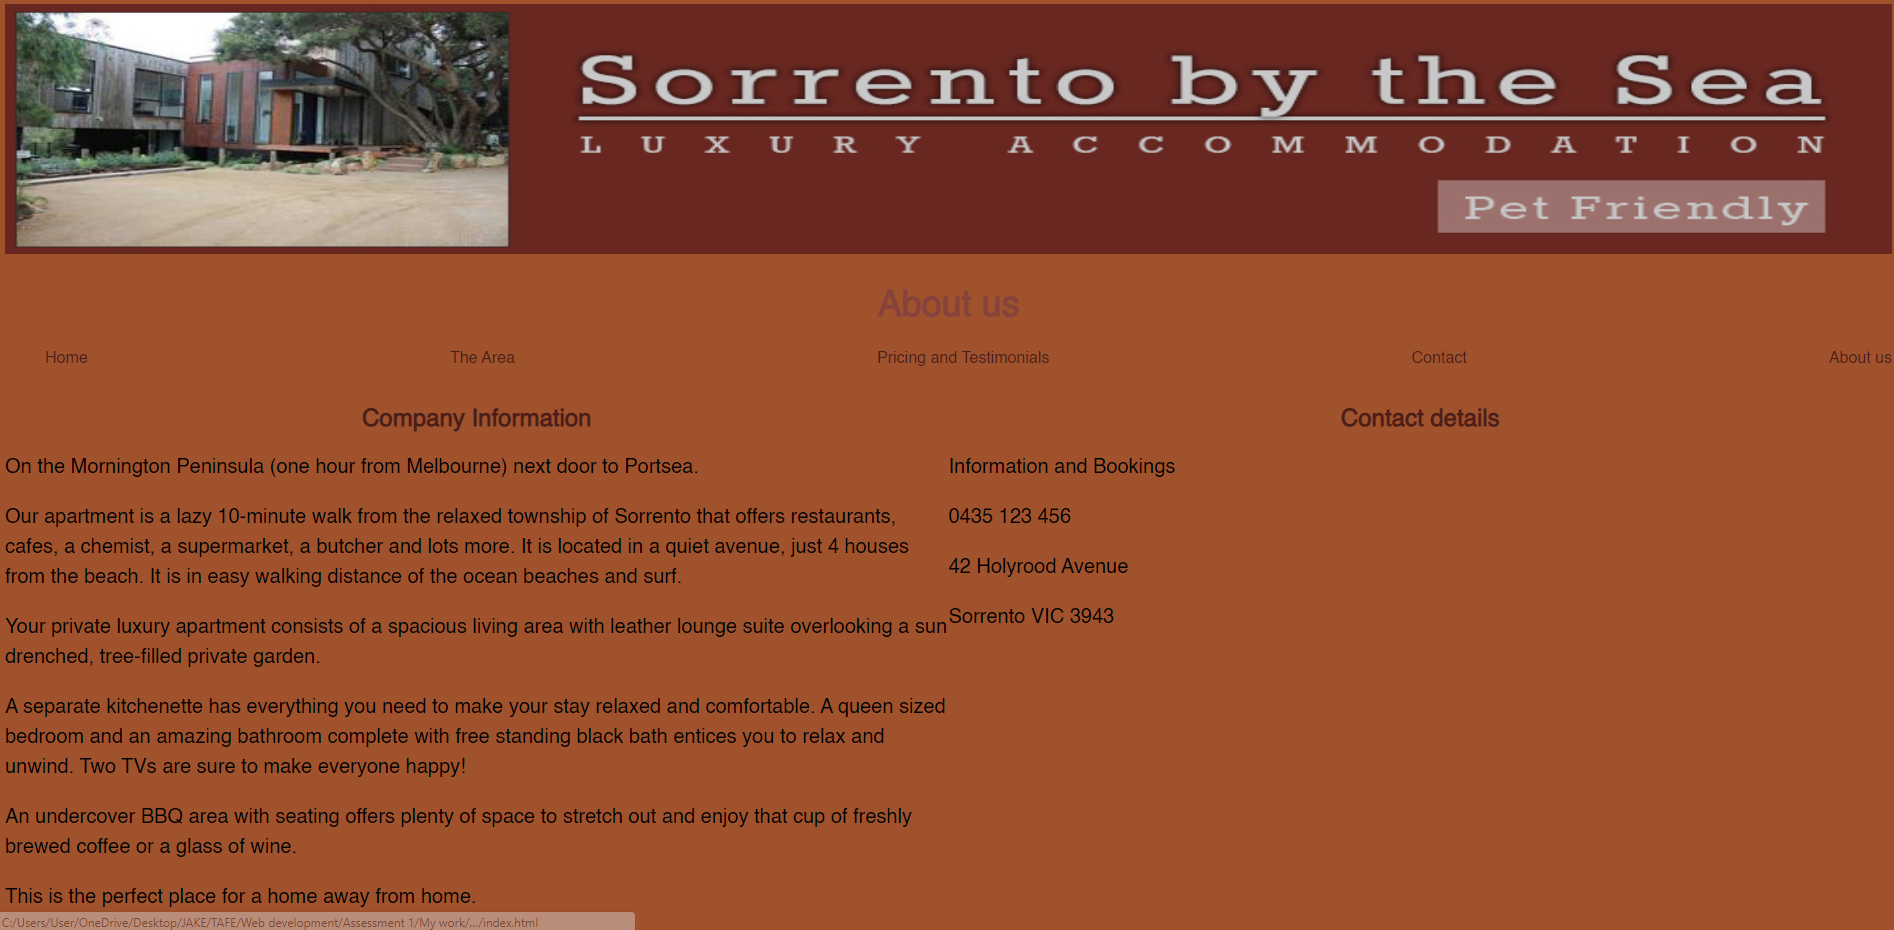 Sorrento by the Sea
LUXURY ACCOMMODATION
Pet Friendly
About us
Home
The Area
Pricing and Testimonials
Contact
About us
Company Information
On the Mornington Peninsula (one hour from Melbourne) next door to Portsea.
Our apartment is a lazy 10-minute walk from the relaxed township of Sorrento that offers restaurants,
cafes, a chemist, a supermarket, a butcher and lots more. It is located in a quiet avenue, just 4 houses
from the beach. It is in easy walking distance of the ocean beaches and surf.
Your private luxury apartment consists of a spacious living area with leather lounge suite overlooking a sun
drenched, tree-filled private garden.
A separate kitchenette has everything you need to make your stay relaxed and comfortable. A queen sized
bedroom and an amazing bathroom complete with free standing black bath entices you to relax and
unwind. Two TVs are sure to make everyone happy!
An undercover BBQ area with seating offers plenty of space to stretch out and enjoy that cup of freshly
brewed coffee or a glass of wine.
This is the perfect place for a home away from home.
Contact details
Information and Bookings
0435 123 456
42 Holyrood Avenue
Sorrento VIC 3943
C:/Users/User/OneDrive/Desktop/JAKE/TAFE/Web development/Assessment 1/My work/.../index.html